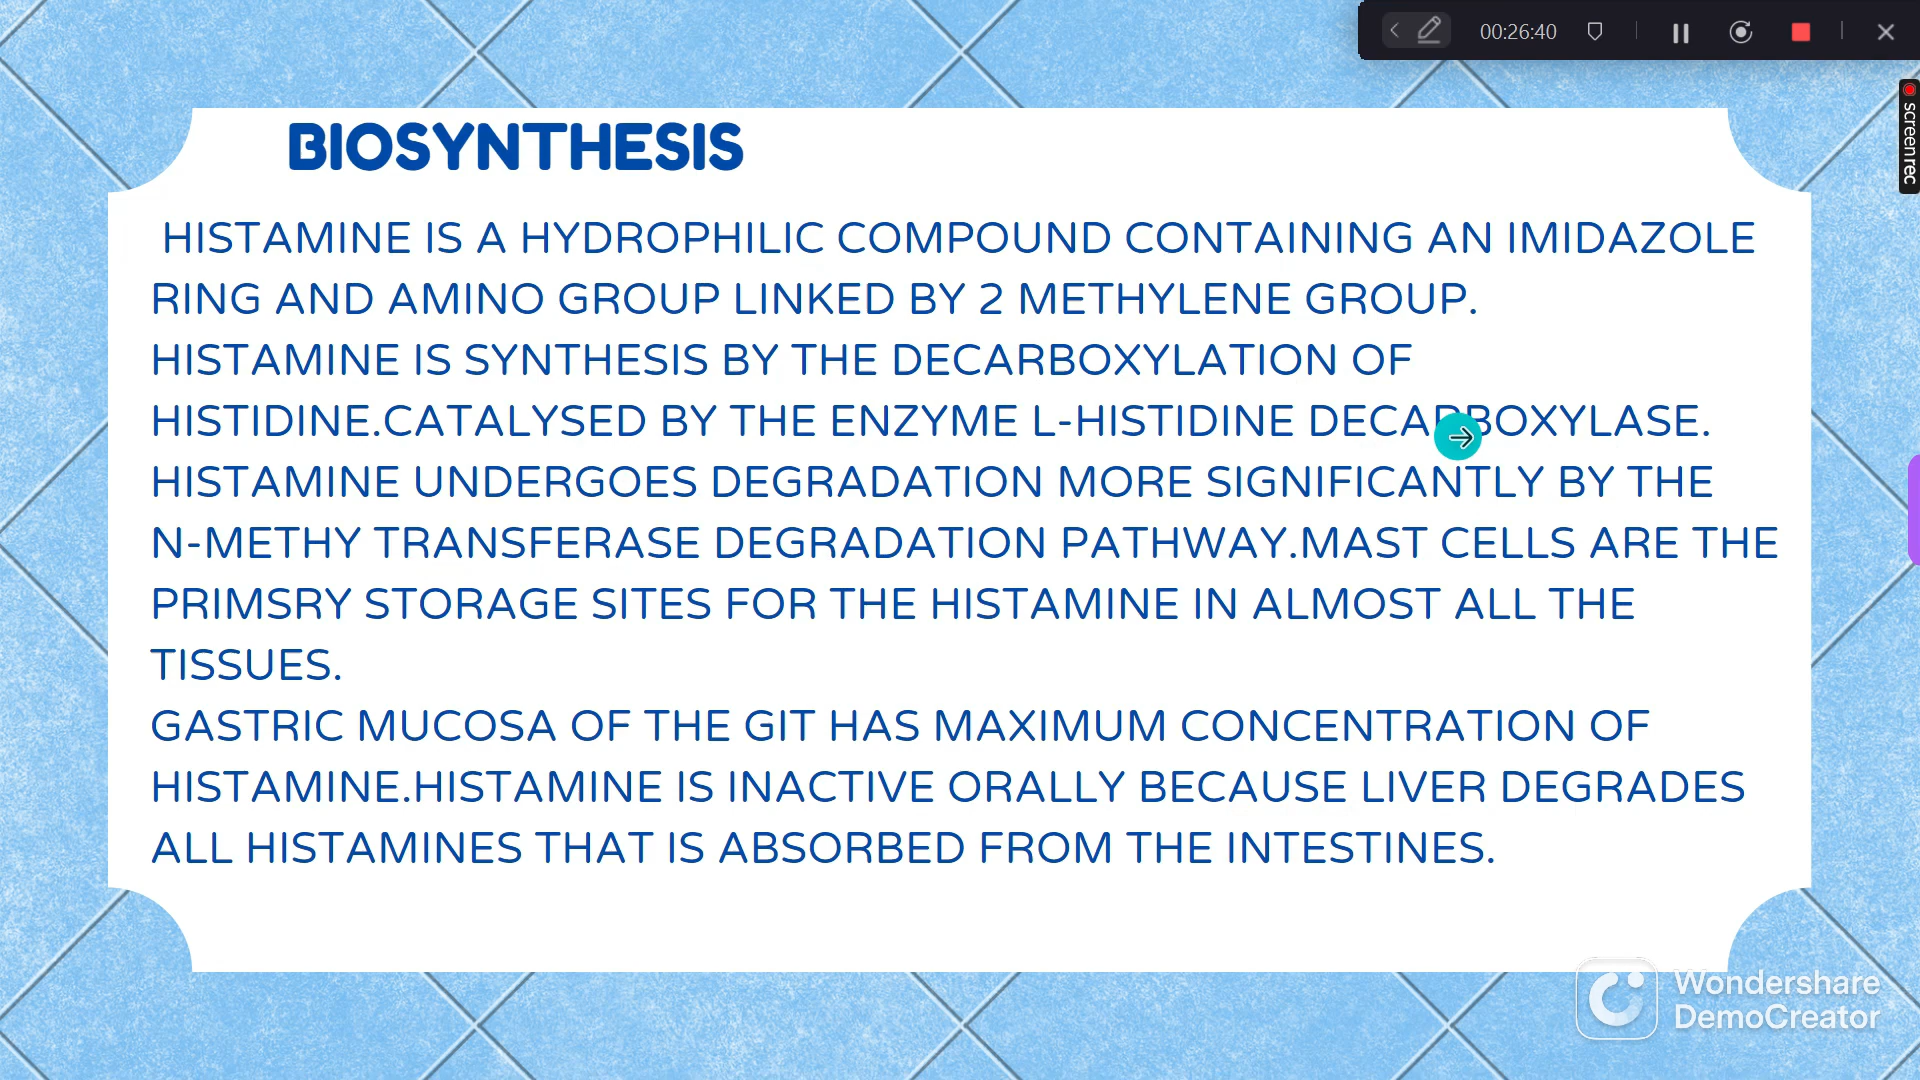 00:26:40
screenrec
BIOSYNTHESIS
HISTAMINE IS A HYDROPHILIC COMPOUND CONTAINING AN IMIDAZOLE
RING AND AMINO GROUP LINKED BY 2 METHYLENE GROUP.
HISTAMINE IS SYNTHESIS BY THE DECARBOXYLATION OF
HISTIDINE.CATALYSED BY THE ENZYME L-HISTIDINE DECARBOXYLASE.
HISTAMINE UNDERGOES DEGRADATION MORE SIGNIFICANTLY BY THE
N-METHY TRANSFERASE DEGRADATION PATHWAY.MAST CELLS ARE THE
PRIMSRY STORAGE SITES FOR THE HISTAMINE IN ALMOST ALL THE
TISSUES.
GASTRIC MUCOSA OF THE GIT HAS MAXIMUM CONCENTRATION OF
HISTAMINE.HISTAMINE IS INACTIVE ORALLY BECAUSE LIVER DEGRADES
ALL HISTAMINES THAT IS ABSORBED FROM THE INTESTINES.
Wondershare
DemoCreator